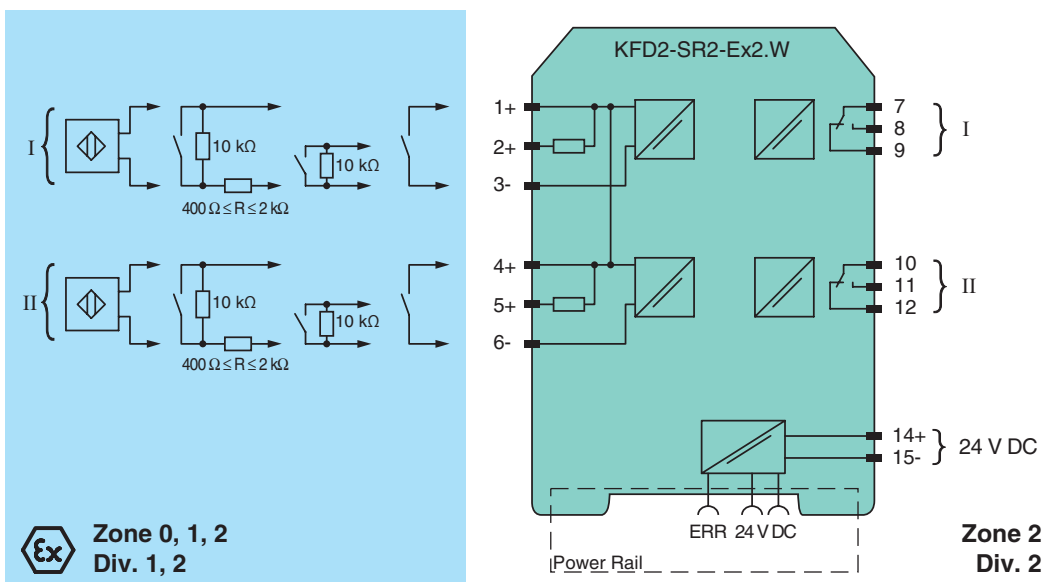 KFD2-SR2-Ex2.W
I
10 kΩ
400 Ω ≤ R ≤ 2 kΩ
10 kΩ
II
10 kΩ
400 Ω ≤ R ≤ 2 kΩ
10 kΩ
1+
2+
3-
4+
5+
6-
7
8
9
I
10
11
12
II
14+
15-
24 V DC
ERR 24 V DC
Power Rail
Ex
Zone 0, 1, 2
Div. 1, 2
Zone 2
Div. 2